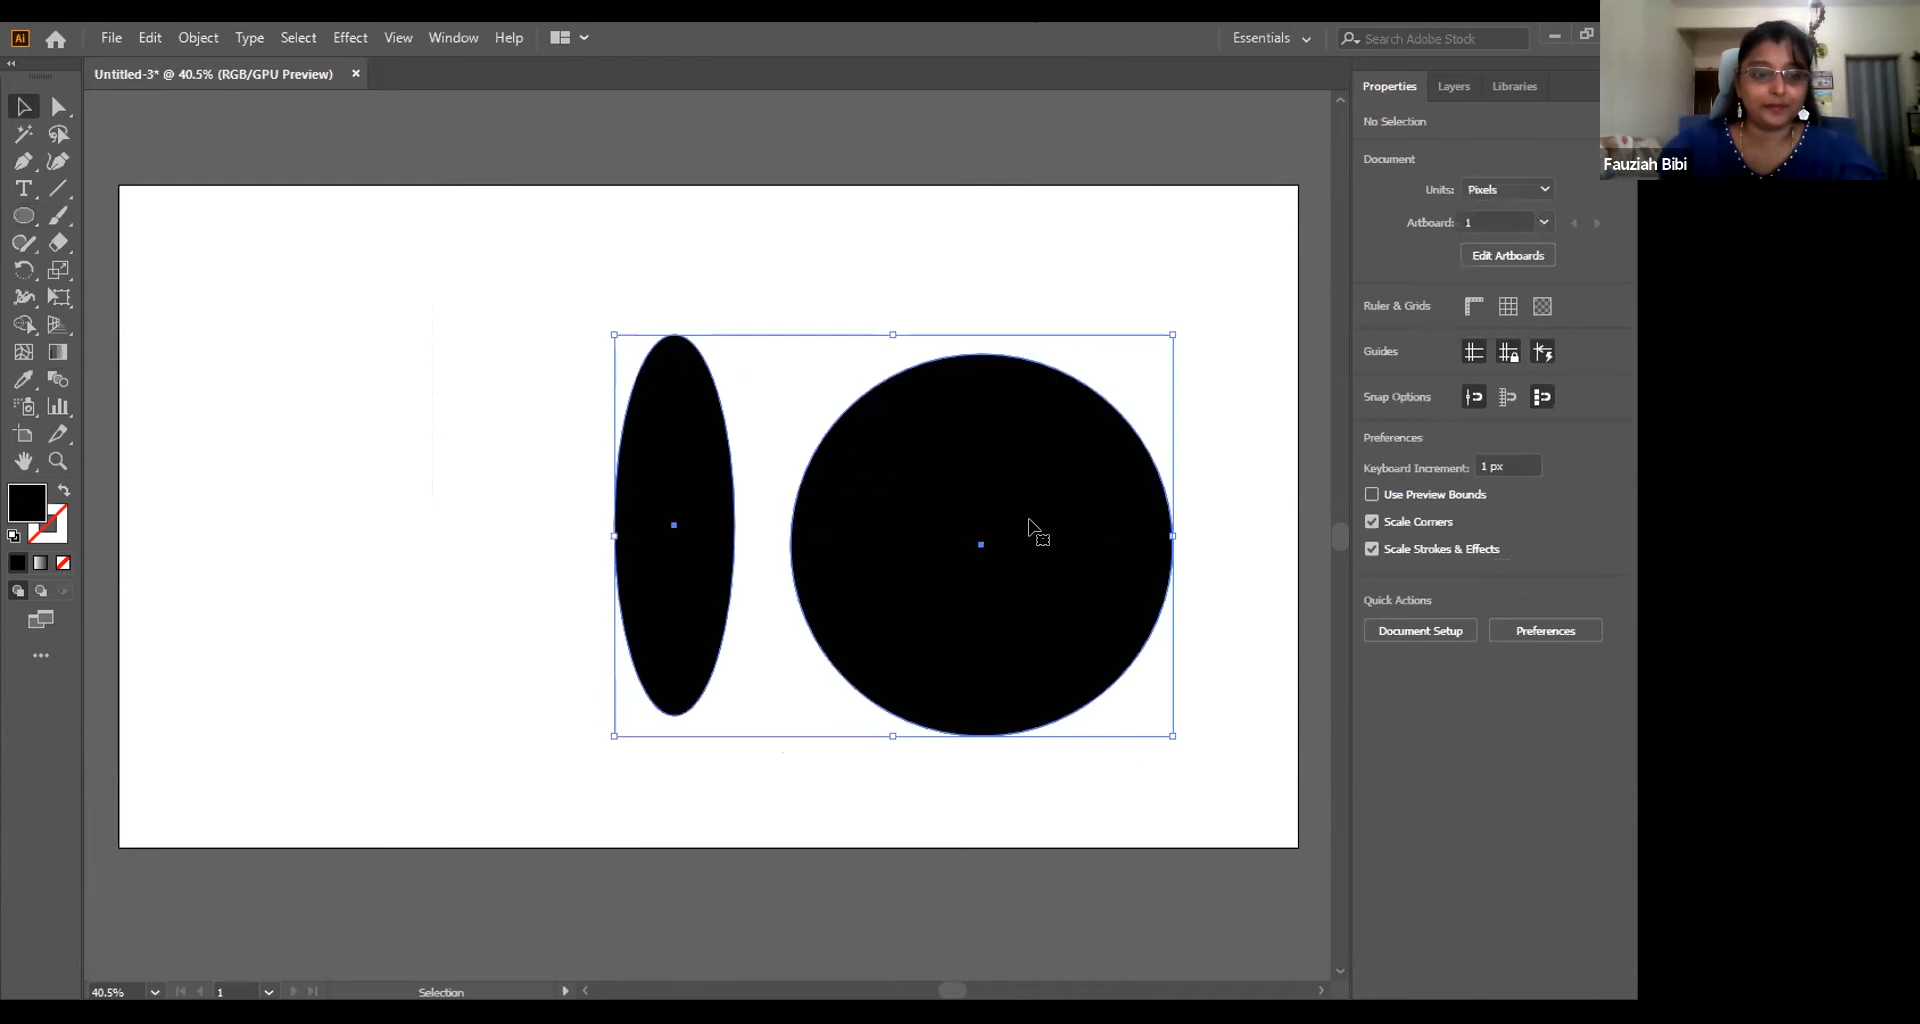 Ai File Edit Object Type Select Effect View Window Help Essentials Search Adobe Stock
Untitled-3* @ 40.5% (RGB/GPU Preview) ×
Properties Layers Libraries
No Selection
Document
Units: Pixels
Artboard: 1
Edit Artboards
Ruler & Grids
Guides
Snap Options
Preferences
Keyboard Increment: 1 px
Use Preview Bounds
Scale Corners
Scale Strokes & Effects
Quick Actions
Document Setup Preferences
Fauziah Bibi
40.5% 1 Selection